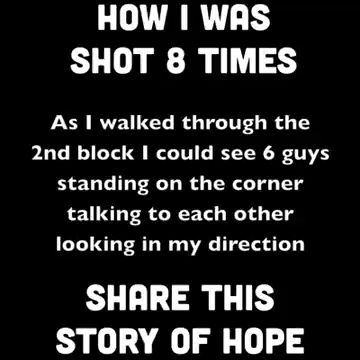 HOW I WAS
SHOT 8 TIMES
As I walked through the
2nd block I could see 6 guys
standing on the corner
talking to each other
looking in my direction
SHARE THIS
STORY OF HOPE